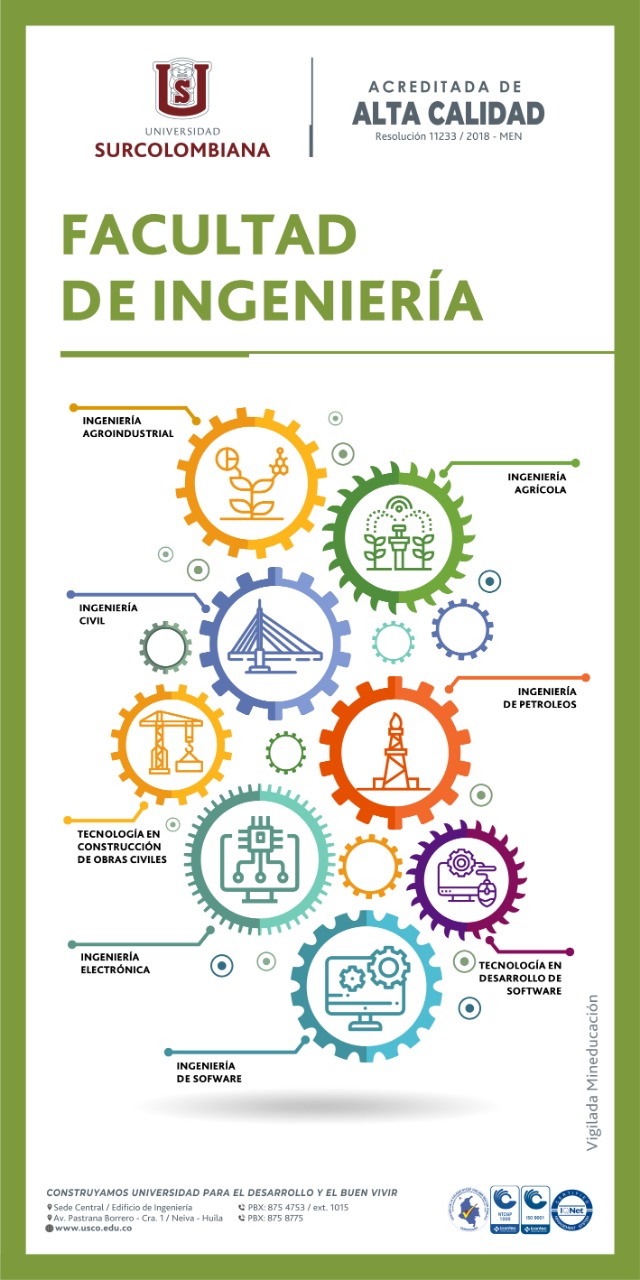 UNIVERSIDAD
SURCOLOMBIANA
ACREDITADA DE
ALTA CALIDAD
Resolución 11233 / 2018 - MEN
FACULTAD
DE INGENIERÍA
INGENIERÍA
AGROINDUSTRIAL
INGENIERÍA
AGRÍCOLA
INGENIERÍA
CIVIL
INGENIERÍA
DE PETROLEOS
TECNOLOGÍA EN
CONSTRUCCIÓN
DE OBRAS CIVILES
INGENIERÍA
ELECTRÓNICA
TECNOLOGÍA EN
DESARROLLO DE
SOFTWARE
INGENIERÍA
DE SOFWARE
Vigilada Mineducación
CONSTRUYAMOS UNIVERSIDAD PARA EL DESARROLLO Y EL BUEN VIVIR
Sede Central / Edificio de Ingeniería
PBX: 875 4753 / ext. 1015
Av. Pastrana Borrero - Cra. 1 / Neiva - Huila
PBX: 875 8775
www.usco.edu.co
ISO 9001
IQNet